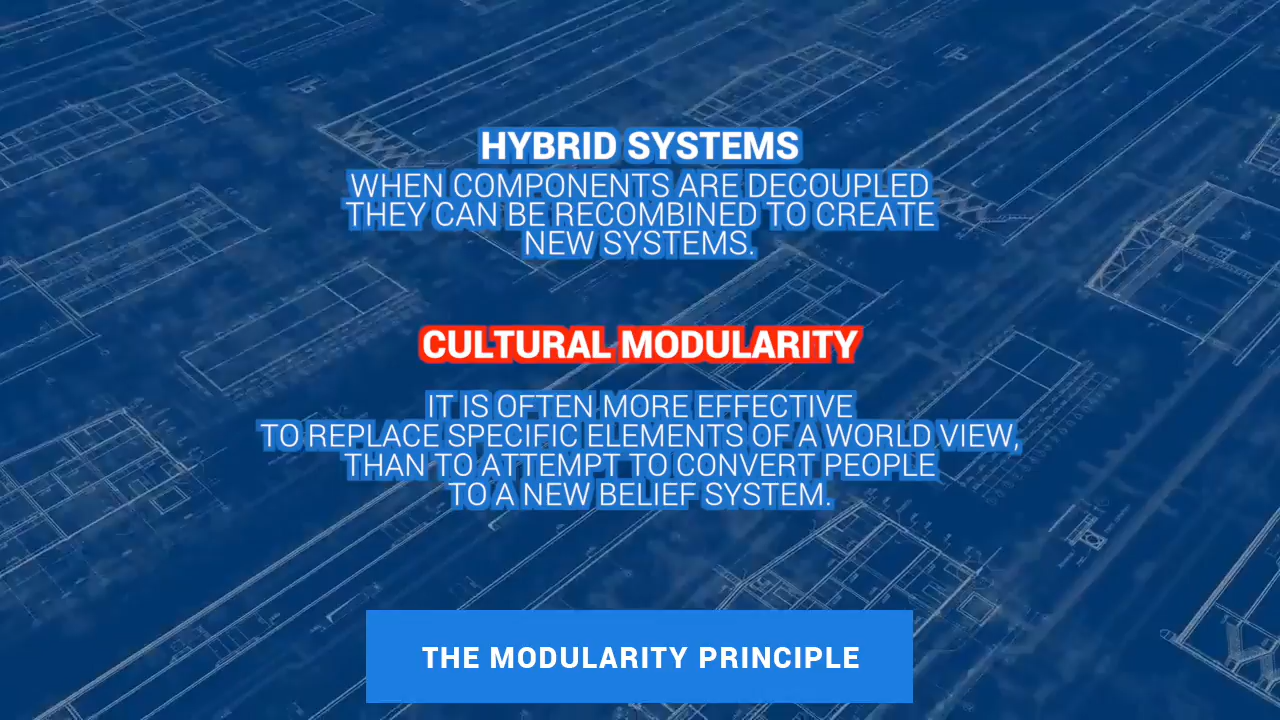 HYBRID SYSTEMS
WHEN COMPONENTS ARE DECOUPLED
THEY CAN BE RECOMBINED TO CREATE
NEW SYSTEMS.
CULTURAL MODULARITY
IT IS OFTEN MORE EFFECTIVE
TO REPLACE SPECIFIC ELEMENTS OF A WORLD VIEW,
THAN TO ATTEMPT TO CONVERT PEOPLE
TO A NEW BELIEF SYSTEM.
THE MODULARITY PRINCIPLE